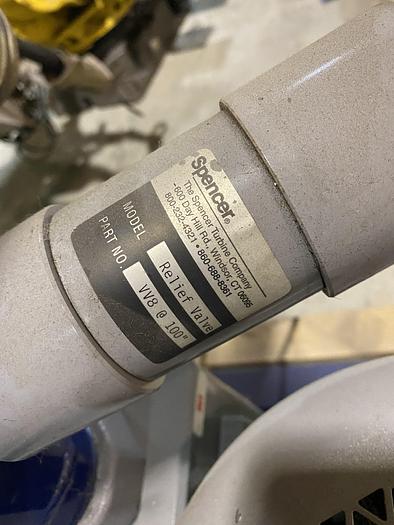 Spencer®
The Spencer Turbine Company
600 Day Hill Rd., Windsor, CT 06095
800-232-4321 • 860-688-8361
MODEL Relief Valve
PART NO. VV8 @ 100"